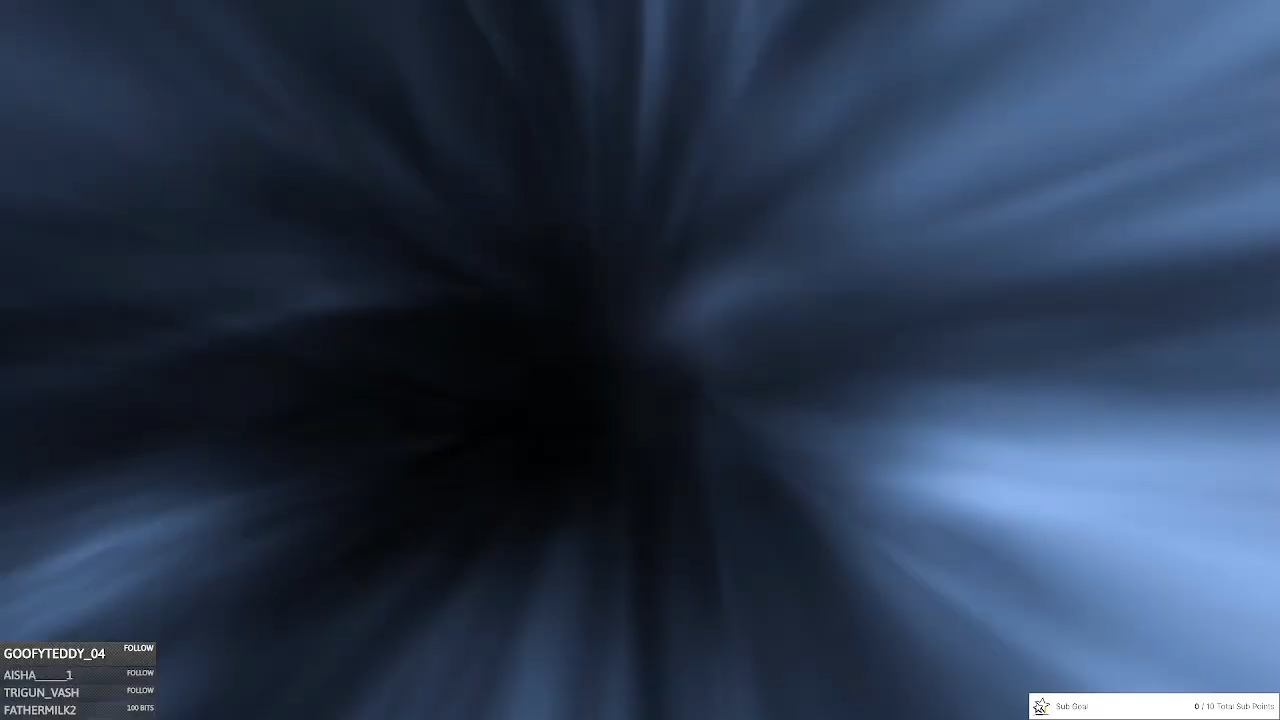 GOOFYTEDDY_04 FOLLOW
AISHA_____1 FOLLOW
TRIGUN_VASH FOLLOW
FATHERMILK2 100 BITS
Sub Goal 0 / 10 Total Sub Points